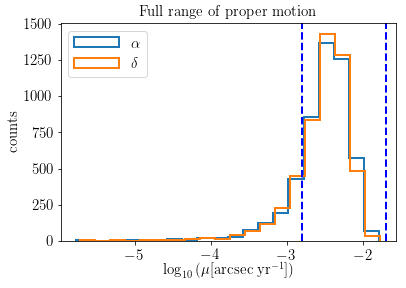 Full range of proper motion
1500
1250
1000
750
500
250
0
counts
α
δ
−5
−4
−3
−2
log₁₀(μ[arcsec yr⁻¹])